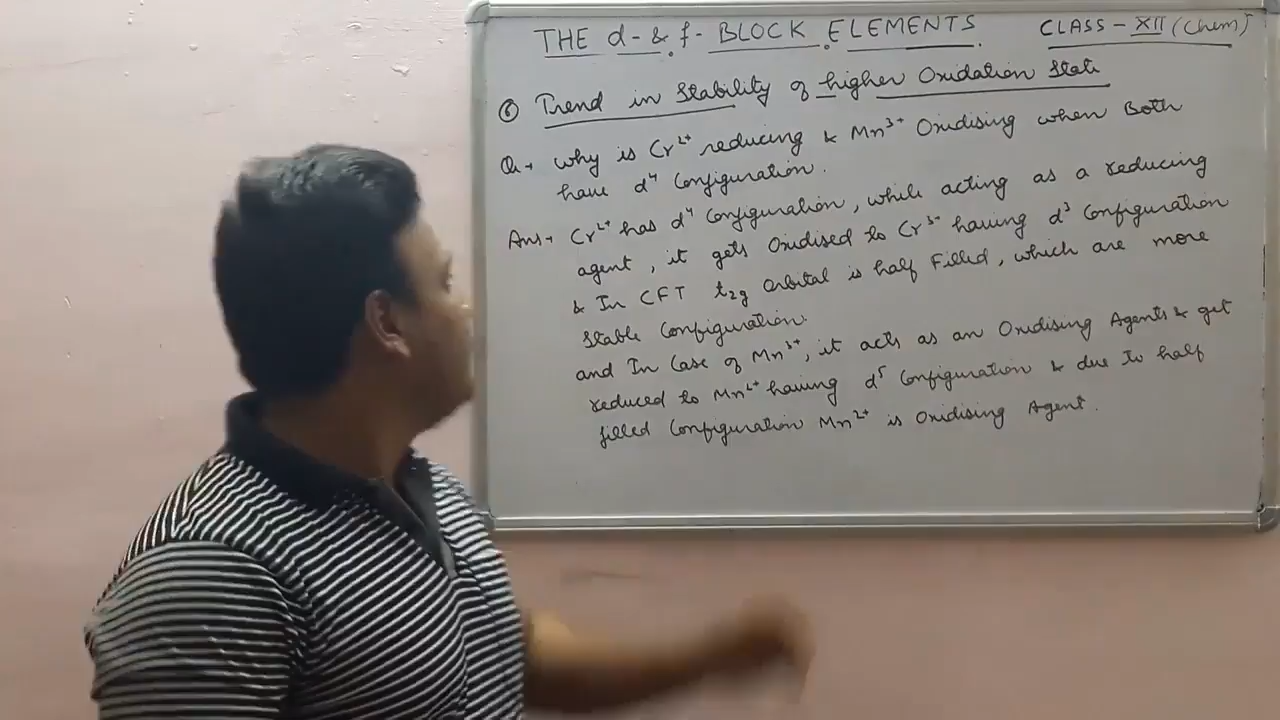 THE d- & f- BLOCK ELEMENTS. CLASS - XII (Chem)
⑥ Trend in Stability of higher Oxidation State
Q→ why is Cr²⁺ reducing & Mn³⁺ Oxidising when Both
have d⁴ Configuration.
Ans→ Cr²⁺ has d⁴ Configuration, while acting as a reducing
agent, it gets Oxidised to Cr³⁺ having d³ Configuration
& In CFT t₂g orbital is half Filled, which are more
Stable Configuration.
and In Case of Mn³⁺, it acts as an Oxidising Agents & get
reduced to Mn²⁺ having d⁵ Configuration & due to half
filled Configuration Mn²⁺ is Oxidising Agent.